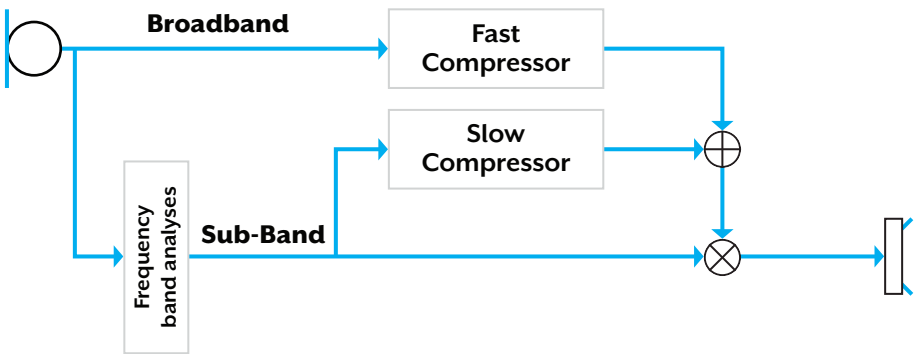 Broadband
Fast
Compressor
Slow
Compressor
Frequency
band analyses
Sub-Band